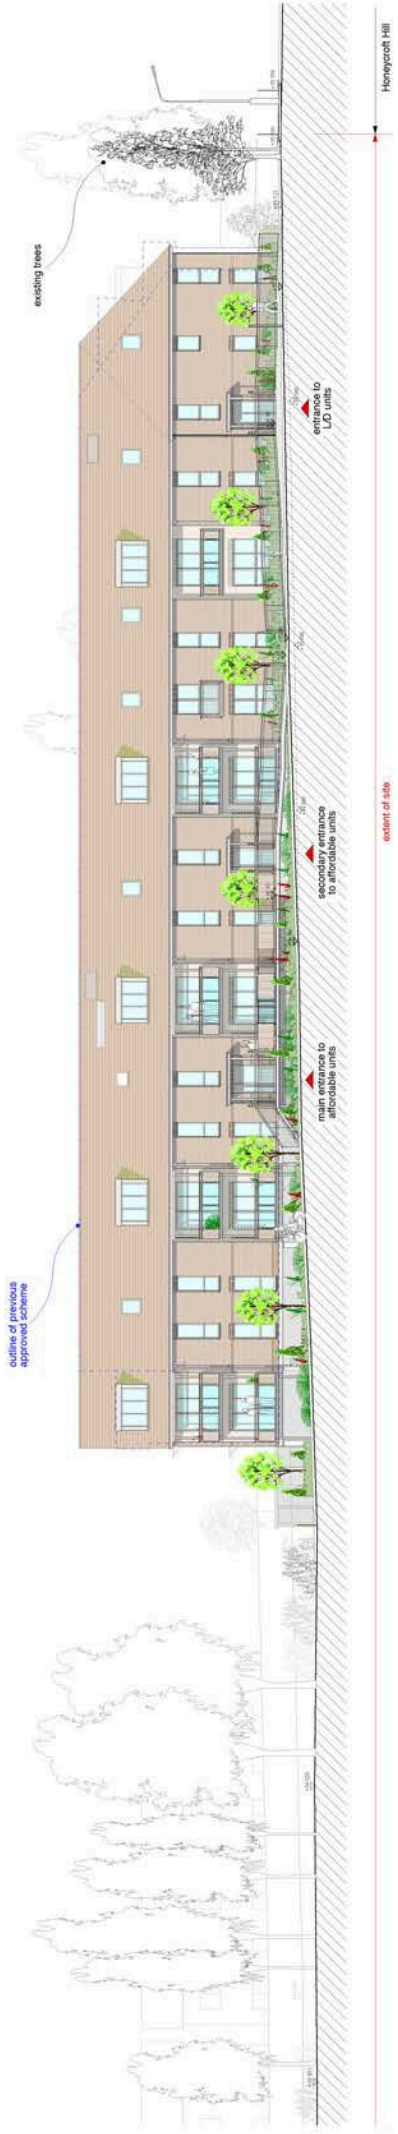 outline of previous
approved scheme
existing trees
main entrance to
affordable units
secondary entrance
to affordable units
entrance to
L/D units
extent of site
Honeycroft Hill